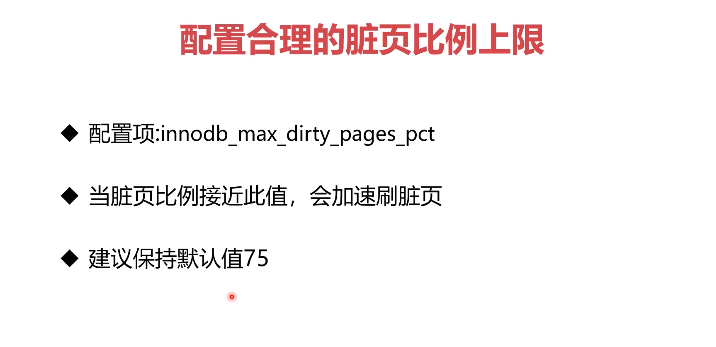 配置合理的脏页比例上限
◆ 配置项:innodb_max_dirty_pages_pct
◆ 当脏页比例接近此值，会加速刷脏页
◆ 建议保持默认值75